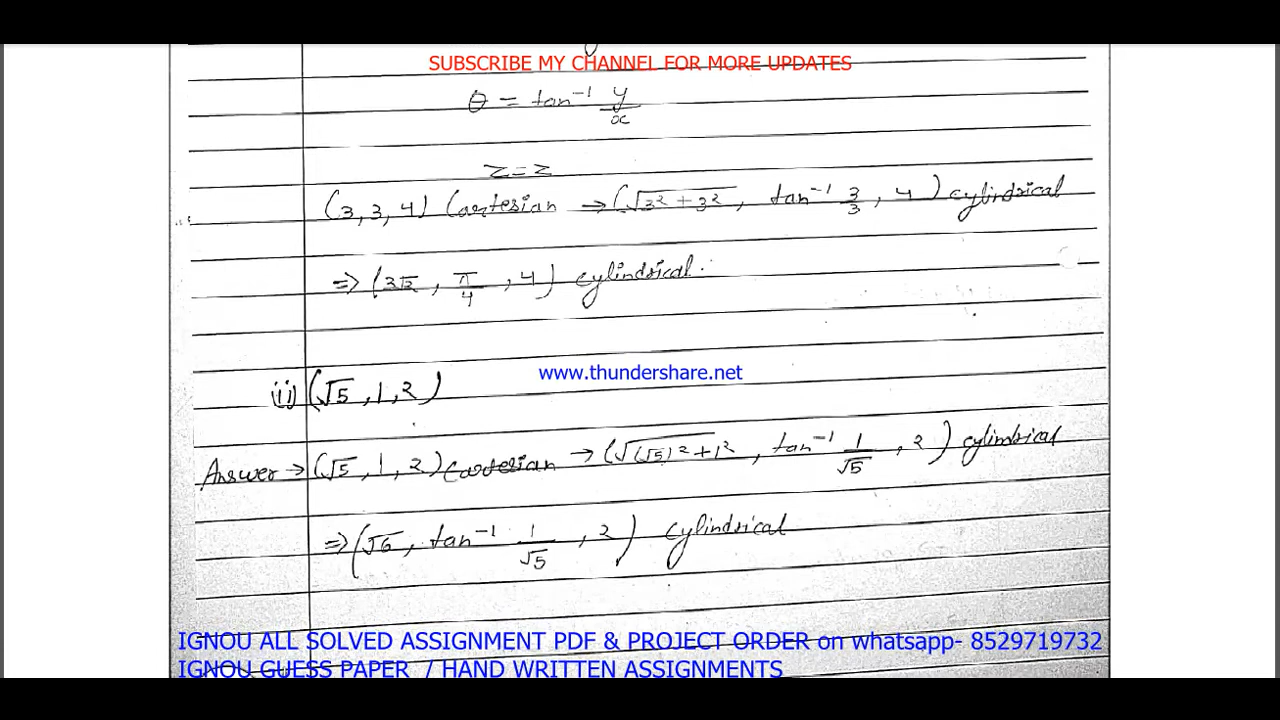 SUBSCRIBE MY CHANNEL FOR MORE UPDATES
θ = tan⁻¹ y/x
z = z
(3, 3, 4) Cartesian ⇒ (√3² + 3², tan⁻¹ 3/3, 4) cylindrical
⇒ (3√2, π/4, 4) cylindrical.
www.thundershare.net
ii) (√5, 1, 2)
Answer → (√5, 1, 2) Cartesian → (√(√5)² + 1², tan⁻¹ 1/√5, 2) cylindrical
⇒ (√6, tan⁻¹ 1/√5, 2) cylindrical
IGNOU ALL SOLVED ASSIGNMENT PDF & PROJECT ORDER on whatsapp- 8529719732
IGNOU GUESS PAPER / HAND WRITTEN ASSIGNMENTS